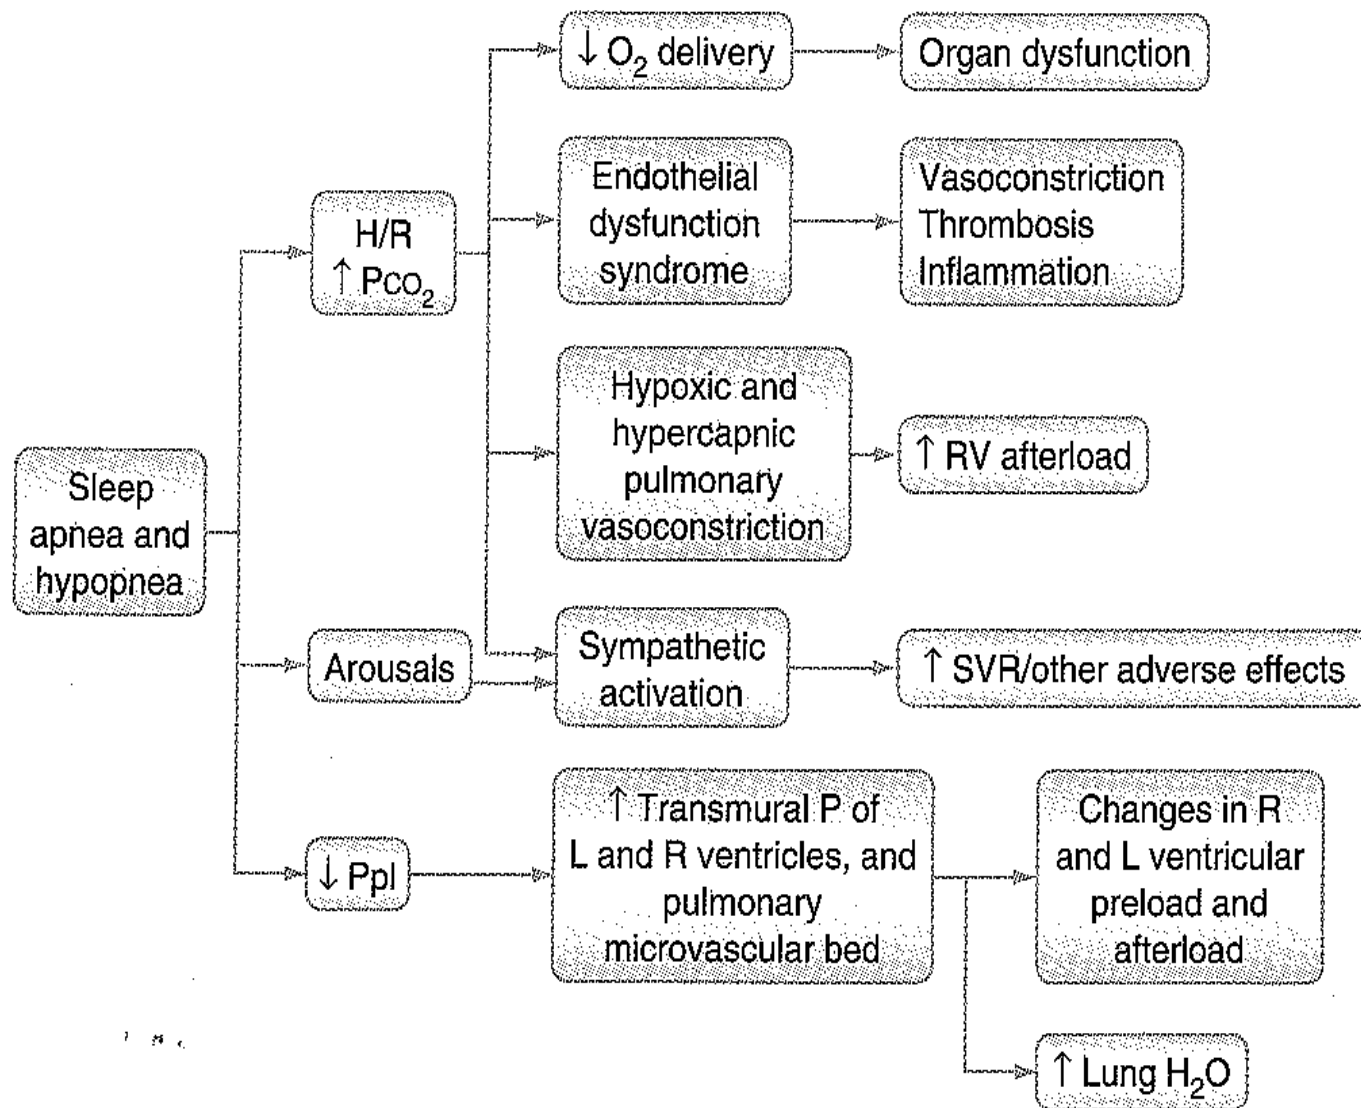 ↓ O₂ delivery
Organ dysfunction
Endothelial
dysfunction
syndrome
Vasoconstriction
Thrombosis
Inflammation
H/R
↑ PCO₂
Hypoxic and
hypercapnic
pulmonary
vasoconstriction
↑ RV afterload
Sleep
apnea and
hypopnea
Arousals
Sympathetic
activation
↑ SVR/other adverse effects
↓ Ppl
↑ Transmural P of
L and R ventricles, and
pulmonary
microvascular bed
Changes in R
and L ventricular
preload and
afterload
↑ Lung H₂O